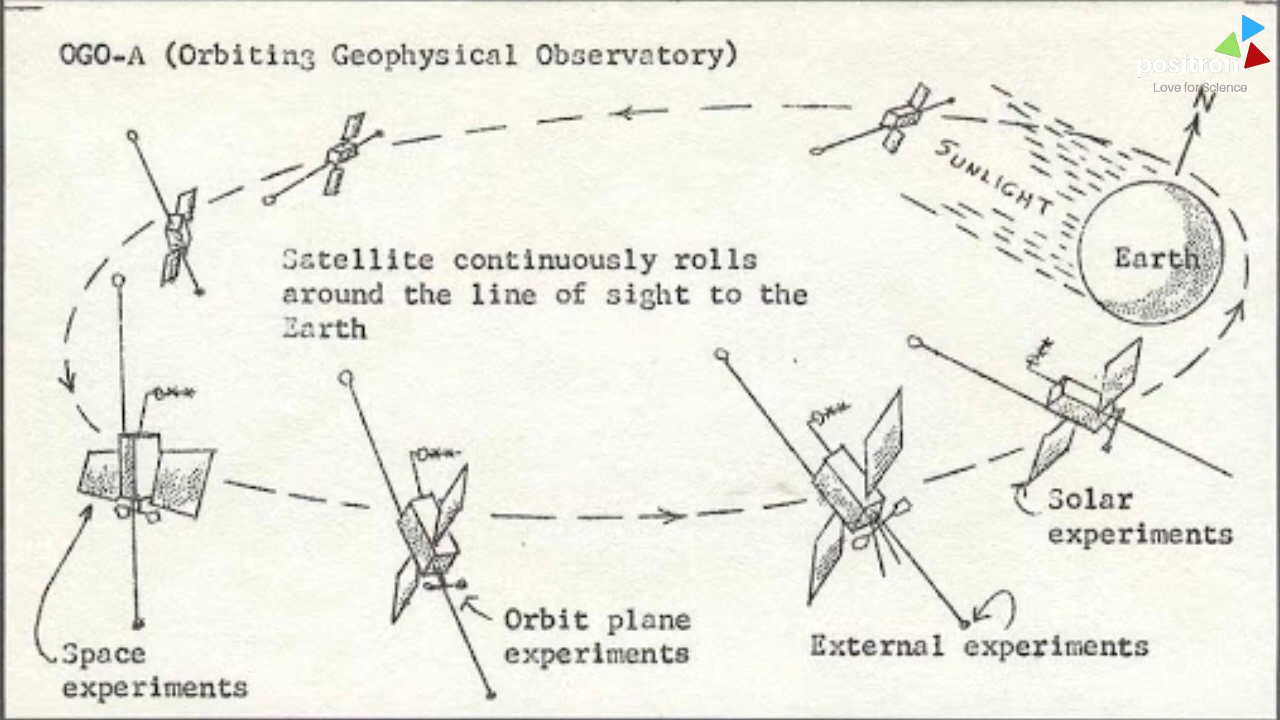 OGO-A (Orbiting Geophysical Observatory)
positron
Love for Science
N
SUNLIGHT
Earth
Satellite continuously rolls
around the line of sight to the
Earth
Solar
experiments
Orbit plane
experiments
External experiments
Space
experiments